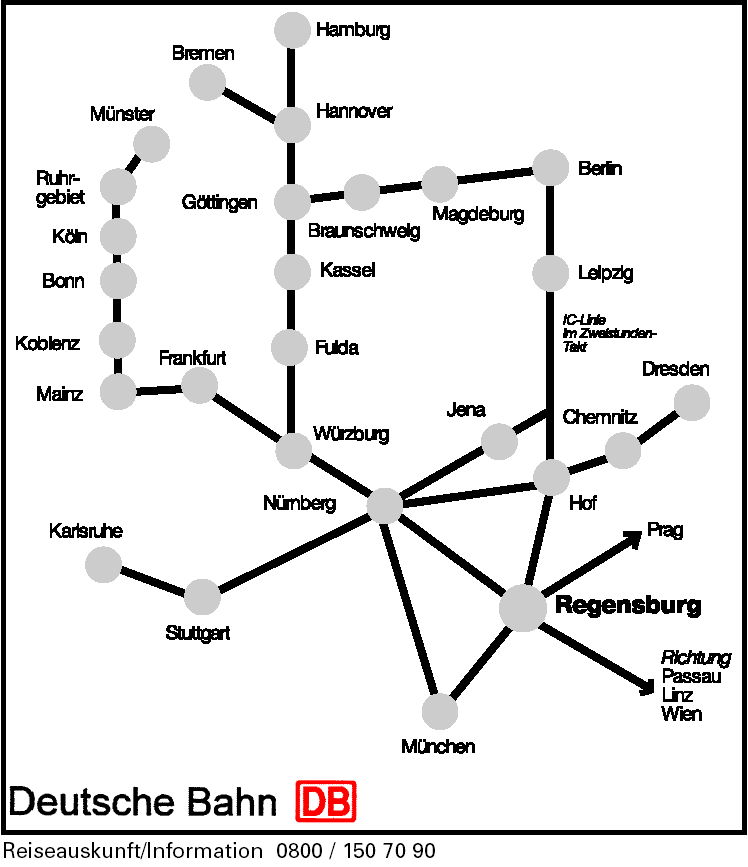 Hamburg
Bremen
Hannover
Münster
Ruhr-
gebiet
Göttingen
Berlin
Magdeburg
Braunschweig
Köln
Kassel
Leipzig
Bonn
IC-Linie
im Zweistunden-
Takt
Koblenz
Fulda
Frankfurt
Dresden
Mainz
Jena
Chemnitz
Würzburg
Nürnberg
Hof
Karlsruhe
Prag
Regensburg
Stuttgart
Richtung
Passau
Linz
Wien
München
Deutsche Bahn DB
Reiseauskunft/Information 0800 / 150 70 90